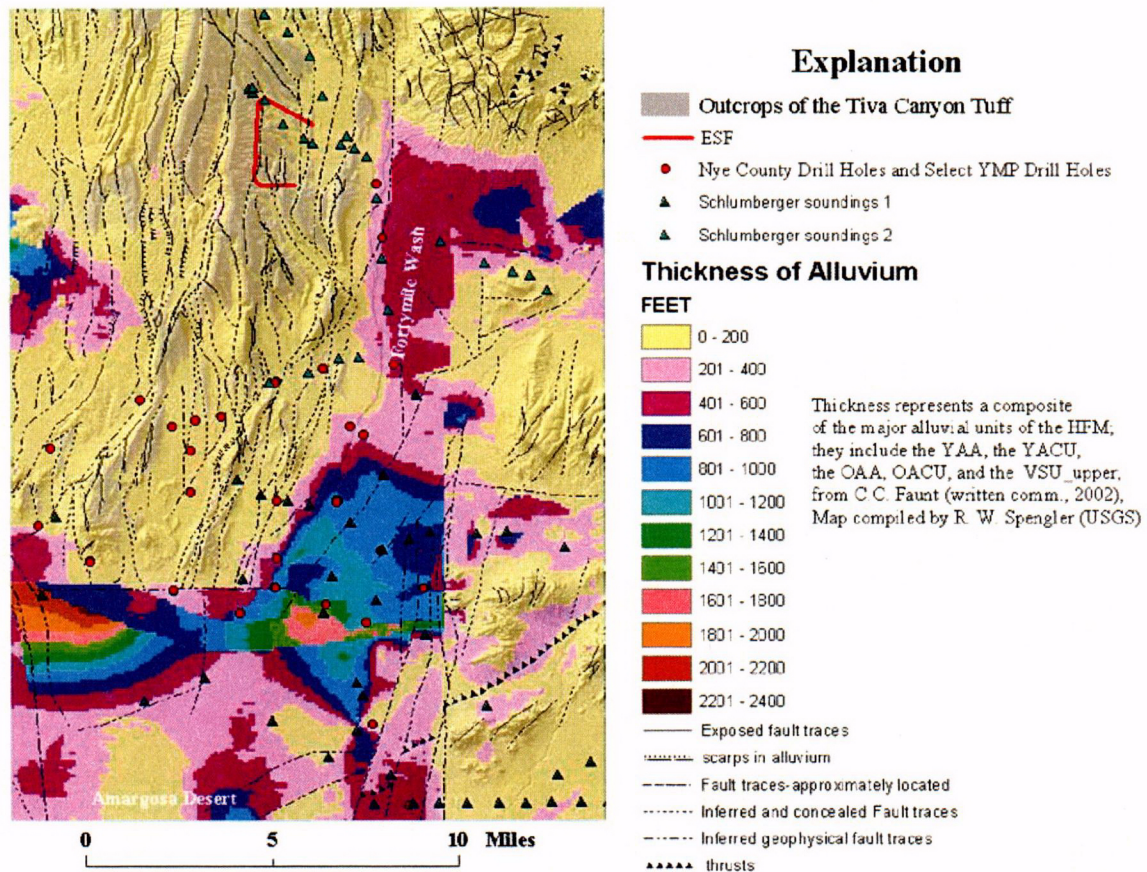 Explanation
Outcrops of the Tiva Canyon Tuff
ESF
Nye County Drill Holes and Select YMP Drill Holes
Schlumberger soundings 1
Schlumberger soundings 2
Thickness of Alluvium
FEET
0 - 200
201 - 400
401 - 600
601 - 800
801 - 1000
1001 - 1200
1201 - 1400
1401 - 1600
1601 - 1800
1801 - 2000
2001 - 2200
2201 - 2400
Thickness represents a composite
of the major alluvial units of the HFM;
they include the YAA, the YACU,
the OAA, OACU, and the VSU_upper,
from C.C. Faunt (written comm., 2002),
Map compiled by R. W. Spengler (USGS)
Exposed fault traces
scarps in alluvium
Fault traces-approximately located
Inferred and concealed Fault traces
Inferred geophysical fault traces
thrusts
Fortymile Wash
Amargosa Desert
0 5 10 Miles